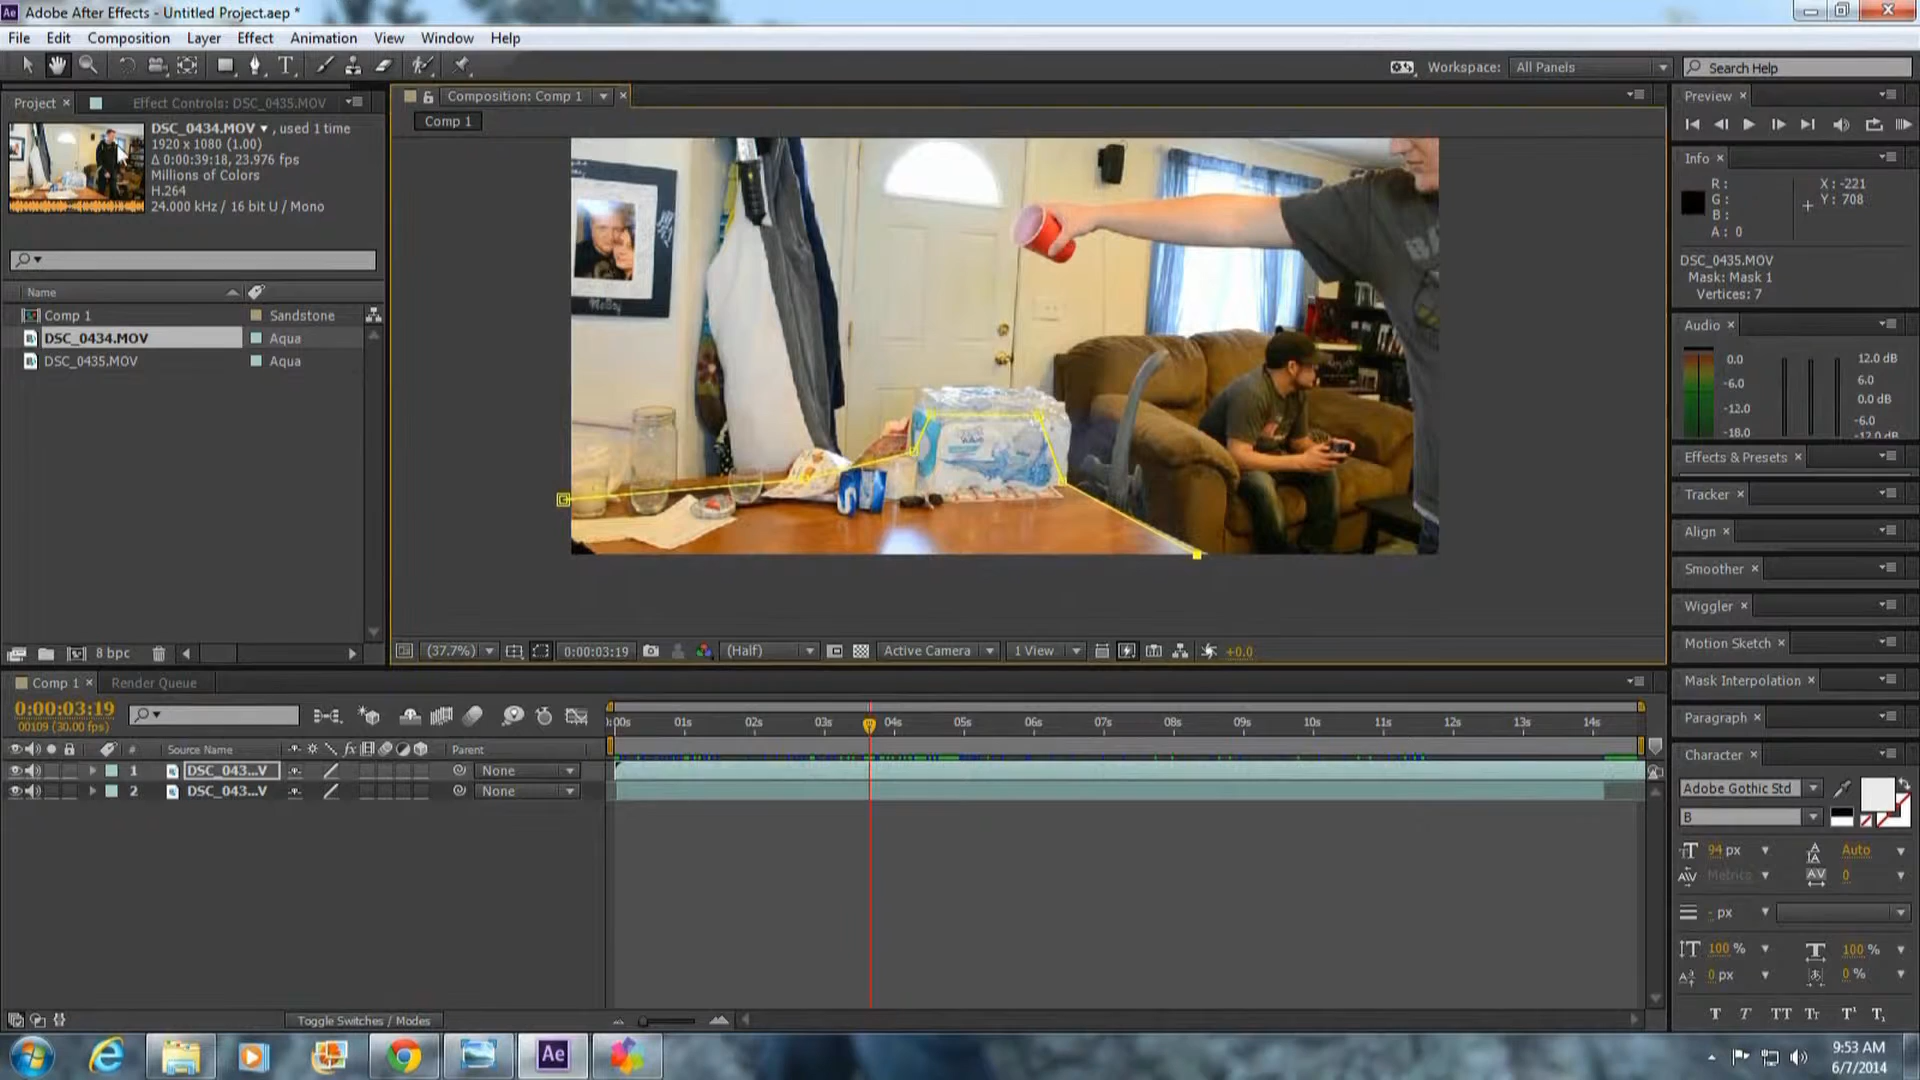 Adobe After Effects - Untitled Project.aep *
File Edit Composition Layer Effect Animation View Window Help
Workspace: All Panels
Search Help
Project × Effect Controls: DSC_0435.MOV
DSC_0434.MOV ▼ , used 1 time
1920 x 1080 (1.00)
Δ 0:00:39:18, 23.976 fps
Millions of Colors
H.264
24.000 kHz / 16 bit U / Mono
Name
Comp 1 Sandstone
DSC_0434.MOV Aqua
DSC_0435.MOV Aqua
8 bpc
Composition: Comp 1
Comp 1
(37.7%) 0:00:03:19 (Half) Active Camera 1 View +0.0
Preview ×
Info ×
R : X : -221
G : Y : 708
B :
A : 0
DSC_0435.MOV
Mask: Mask 1
Vertices: 7
Audio ×
0.0 12.0 dB
-6.0 6.0
-12.0 0.0 dB
-18.0 -6.0
-12.0 dB
Effects & Presets ×
Tracker ×
Align ×
Smoother ×
Wiggler ×
Motion Sketch ×
Mask Interpolation ×
Paragraph ×
Character ×
Adobe Gothic Std
B
94 px Auto
Metrics 0
- px
100 % 100 %
0 px 0 %
T T TT Tr T¹ T₁
Comp 1 × Render Queue
0:00:03:19
00109 (30.00 fps)
# Source Name fx Parent
1 DSC_043...V None
2 DSC_043...V None
):00s 01s 02s 03s 04s 05s 06s 07s 08s 09s 10s 11s 12s 13s 14s
Toggle Switches / Modes
Ae
9:53 AM
6/7/2014